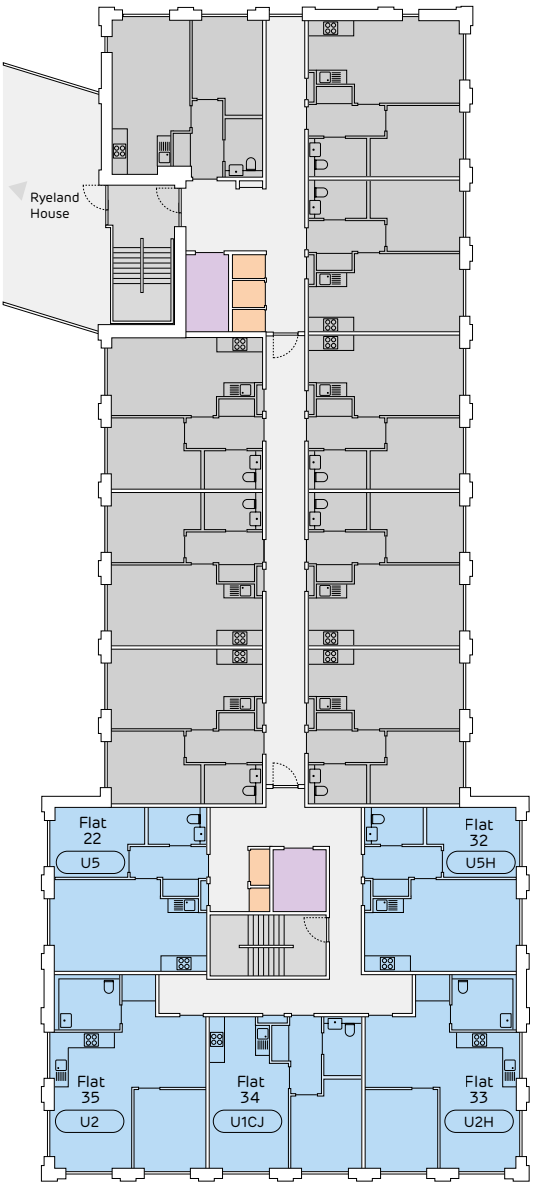 Ryeland
House
Flat
22
U5
Flat
32
U5H
Flat
35
U2
Flat
34
U1CJ
Flat
33
U2H